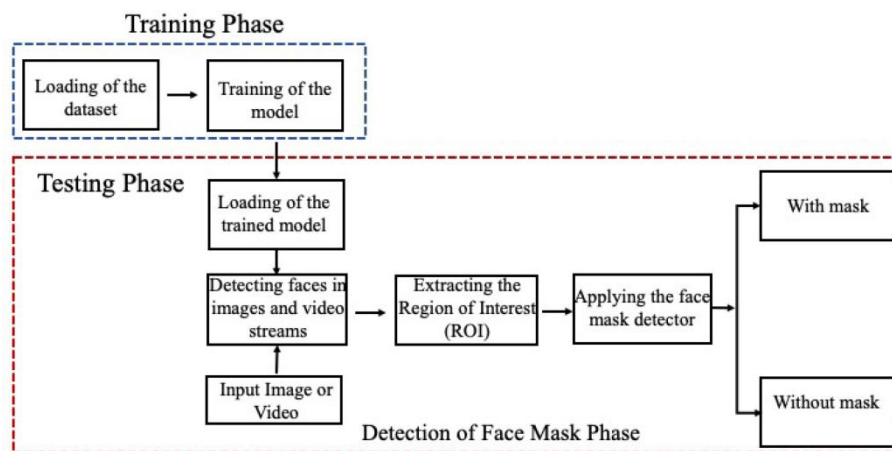 Training Phase
Loading of the
dataset
Training of the
model
Testing Phase
Loading of the
trained model
Detecting faces in
images and video
streams
Input Image or
Video
Extracting the
Region of Interest
(ROI)
Applying the face
mask detector
With mask
Without mask
Detection of Face Mask Phase